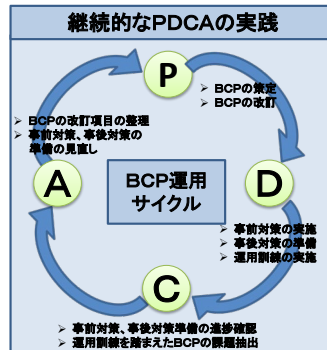 継続的なPDCAの実践
P
➢ BCPの策定
➢ BCPの改訂
➢ BCPの改訂項目の整理
➢ 事前対策、事後対策の
準備の見直し
A
BCP運用
サイクル
D
➢ 事前対策の実施
➢ 事後対策の準備
➢ 運用訓練の実施
C
➢ 事前対策、事後対策準備の進捗確認
➢ 運用訓練を踏まえたBCPの課題抽出